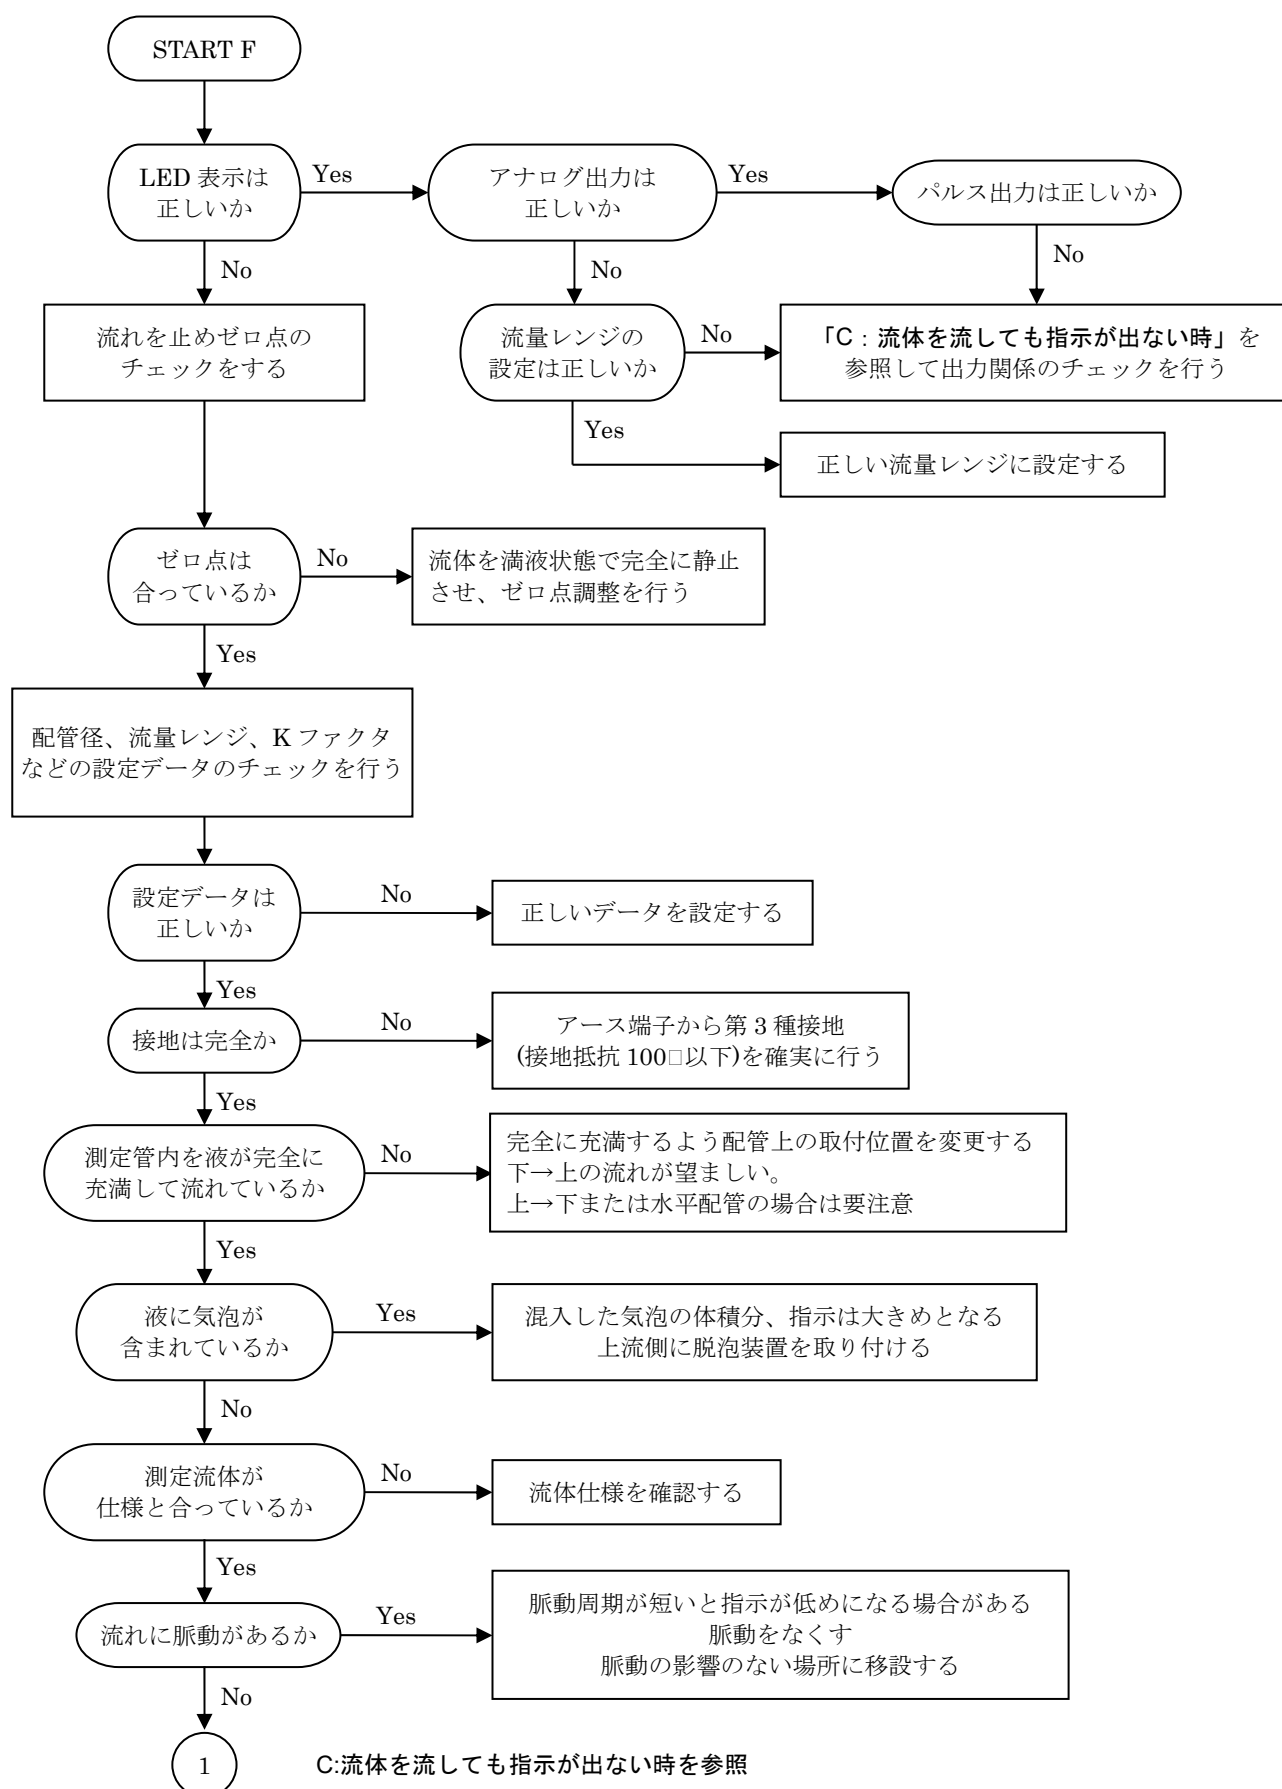 START F
LED 表示は
正しいか
Yes
アナログ出力は
正しいか
Yes
パルス出力は正しいか
No
No
No
流れを止めゼロ点の
チェックをする
流量レンジの
設定は正しいか
No
「C：流体を流しても指示が出ない時」を
参照して出力関係のチェックを行う
Yes
正しい流量レンジに設定する
ゼロ点は
合っているか
No
流体を満液状態で完全に静止
させ、ゼロ点調整を行う
Yes
配管径、流量レンジ、K ファクタ
などの設定データのチェックを行う
設定データは
正しいか
No
正しいデータを設定する
Yes
接地は完全か
No
アース端子から第 3 種接地
(接地抵抗 100□以下)を確実に行う
Yes
測定管内を液が完全に
充満して流れているか
No
完全に充満するよう配管上の取付位置を変更する
下→上の流れが望ましい。
上→下または水平配管の場合は要注意
Yes
液に気泡が
含まれているか
Yes
混入した気泡の体積分、指示は大きめとなる
上流側に脱泡装置を取り付ける
No
測定流体が
仕様と合っているか
No
流体仕様を確認する
Yes
流れに脈動があるか
Yes
脈動周期が短いと指示が低めになる場合がある
脈動をなくす
脈動の影響のない場所に移設する
No
1
C:流体を流しても指示が出ない時を参照